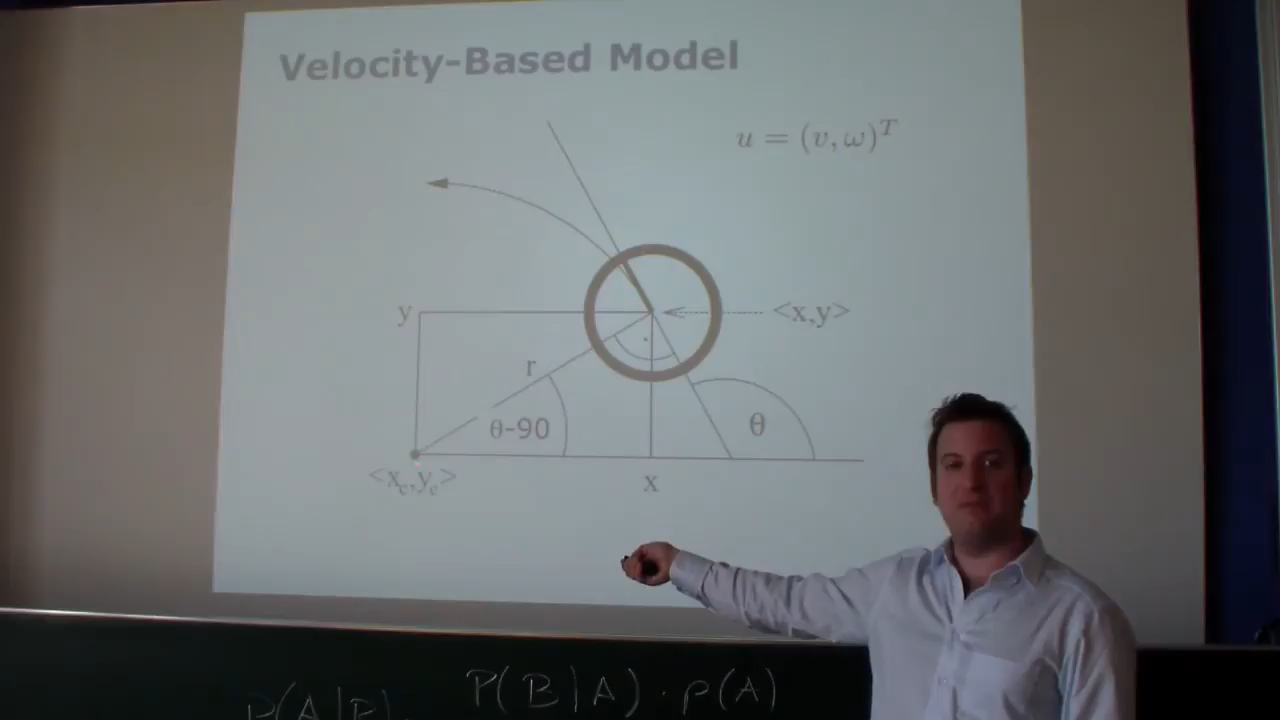 Velocity-Based Model
u = (v, ω)^T
y
<x,y>
r
θ-90
θ
<x_c,y_c>
x
P(B|A) · p(A)
P(A|B)